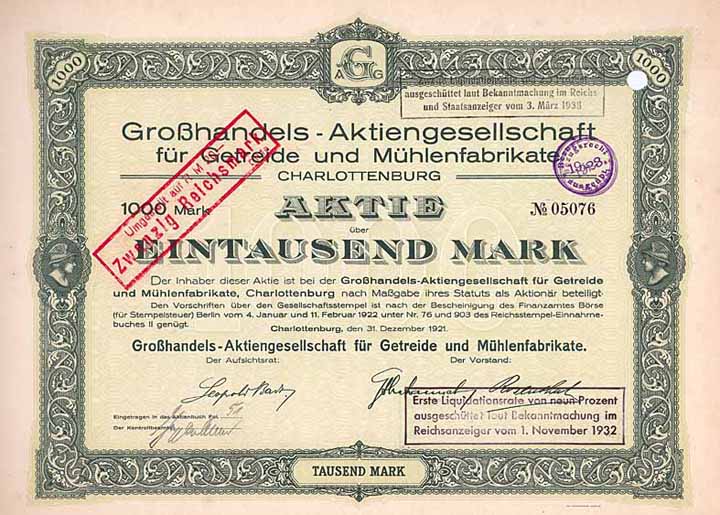 1000
G
A G
1000
ausgeschüttet laut Bekanntmachung im Reichs
und Staatsanzeiger vom 3. März 1938
Großhandels-Aktiengesellschaft
für Getreide und Mühlenfabrikate
CHARLOTTENBURG
Umgestellt auf R M
Zwanzig Reichsmark
1000 Mark
AKTIE
№ 05076
über
EINTAUSEND MARK
Der Inhaber dieser Aktie ist bei der Großhandels-Aktiengesellschaft für Getreide
und Mühlenfabrikate, Charlottenburg nach Maßgabe ihres Statuts als Aktionär beteiligt.
Den Vorschriften über den Gesellschaftsstempel ist nach der Bescheinigung des Finanzamtes Börse
(für Stempelsteuer) Berlin vom 4. Januar und 11. Februar 1922 unter Nr. 76 und 903 des Reichsstempel-Einnahme-
buches II genügt.
Charlottenburg, den 31. Dezember 1921.
Großhandels-Aktiengesellschaft für Getreide und Mühlenfabrikate.
Der Aufsichtsrat:
Der Vorstand:
Eingetragen in das Aktienbuch Fol.
Der Kontrollbeamte:
Erste Liquidationsrate von neun Prozent
ausgeschüttet laut Bekanntmachung im
Reichsanzeiger vom 1. November 1932
1000
TAUSEND MARK
1000